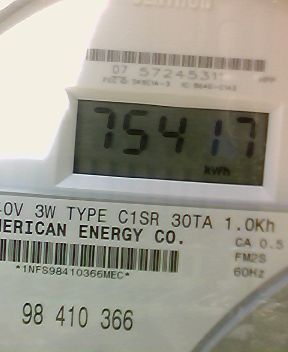 07 5724531
75417
kWh
0V 3W TYPE C1SR 30TA 1.0Kh
MERICAN ENERGY CO.
CA 0.5
FM2S
60Hz
*1NFS98410366MEC*
98 410 366